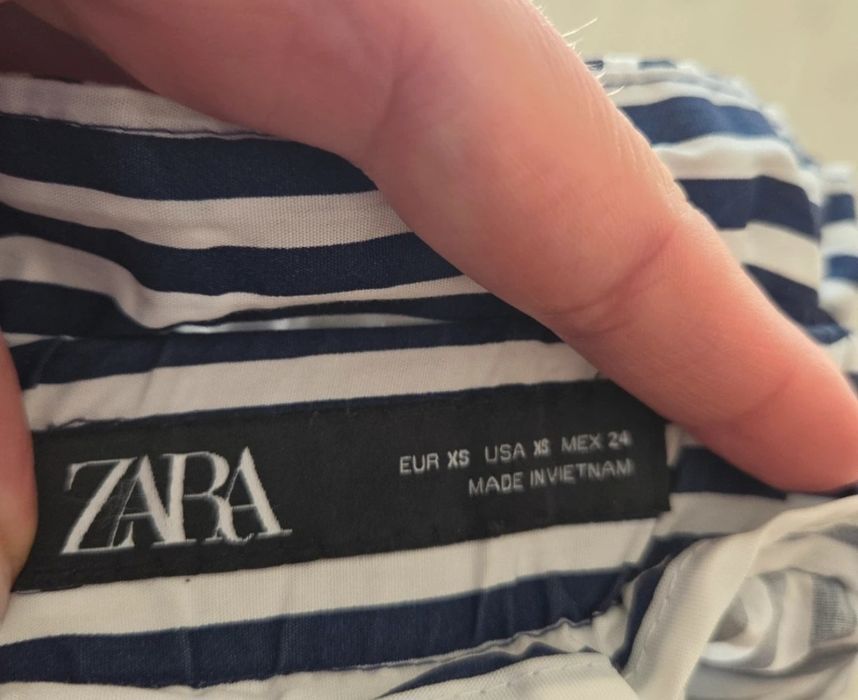 ZARA
EUR XS USA XS MEX 24
MADE IN VIETNAM